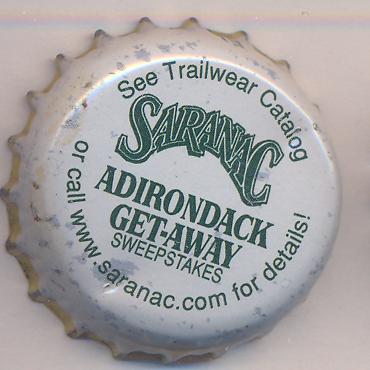 See Trailwear Catalog
SARANAC
ADIRONDACK
GET-AWAY
SWEEPSTAKES
or call www.saranac.com for details!